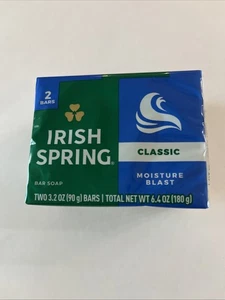 2
BARS
IRISH
SPRING®
BAR SOAP
CLASSIC
MOISTURE
BLAST
TWO 3.2 OZ (90 g) BARS | TOTAL NET WT 6.4 OZ (180 g)